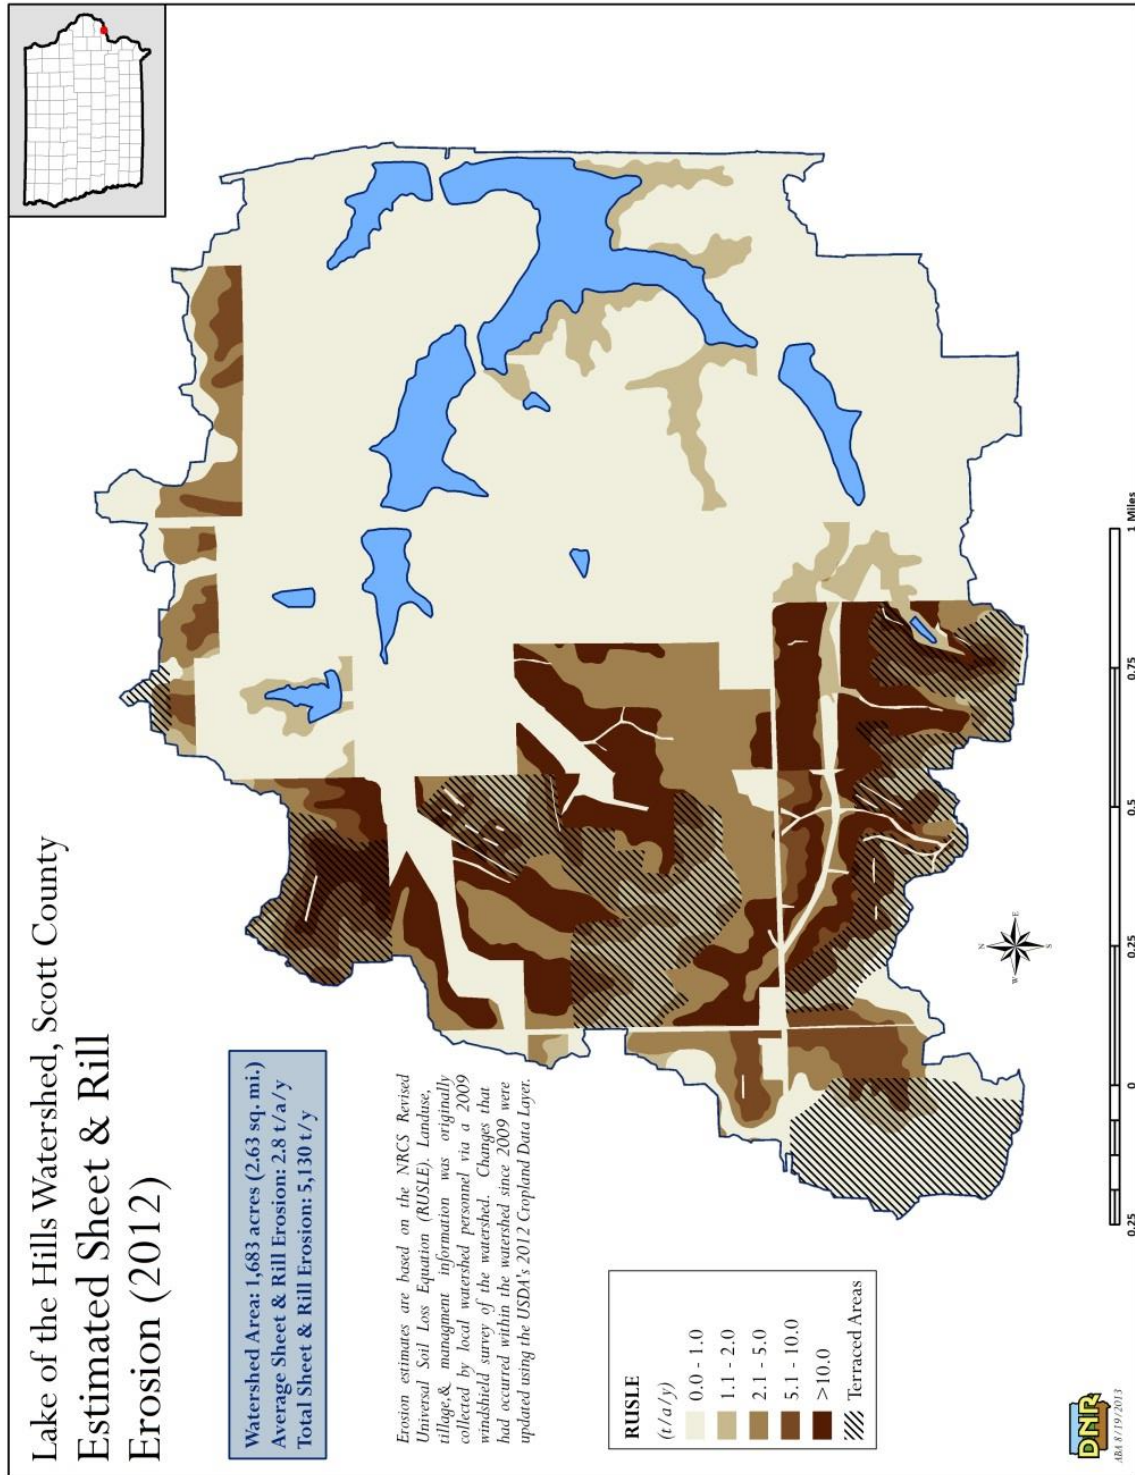 Lake of the Hills Watershed, Scott County
Estimated Sheet & Rill
Erosion (2012)
Watershed Area: 1,683 acres (2.63 sq. mi.)
Average Sheet & Rill Erosion: 2.8 t/a/y
Total Sheet & Rill Erosion: 5,130 t/y
Erosion estimates are based on the NRCS Revised
Universal Soil Loss Equation (RUSLE). Landuse,
tillage,& managment information was originally
collected by local watershed personnel via a 2009
windshield survey of the watershed. Changes that
had occurred within the watershed since 2009 were
updated using the USDA's 2012 Cropland Data Layer.
RUSLE
(t/a/y)
0.0 - 1.0
1.1 - 2.0
2.1 - 5.0
5.1 - 10.0
>10.0
Terraced Areas
N
W
E
S
0.25 0 0.25 0.5 0.75 1 Miles
DNR
ABA 8/19/2013